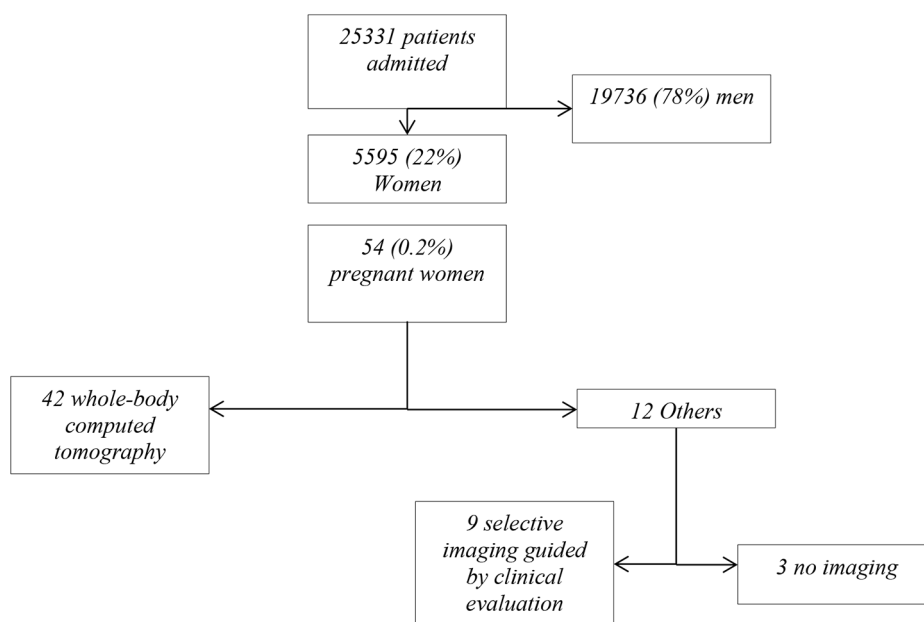 25331 patients
admitted
19736 (78%) men
5595 (22%)
Women
54 (0.2%)
pregnant women
42 whole-body
computed
tomography
12 Others
9 selective
imaging guided
by clinical
evaluation
3 no imaging